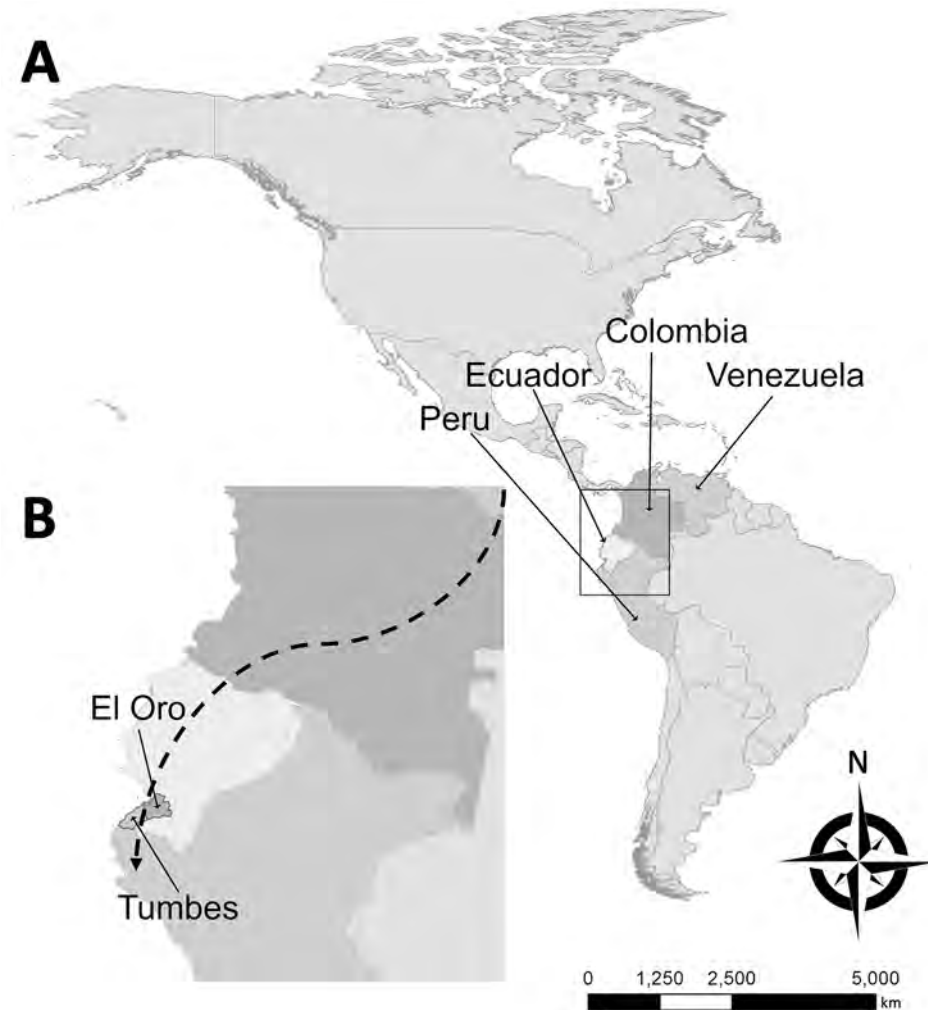 A
Colombia
Ecuador
Venezuela
Peru
B
El Oro
Tumbes
N
0 1,250 2,500 5,000
km